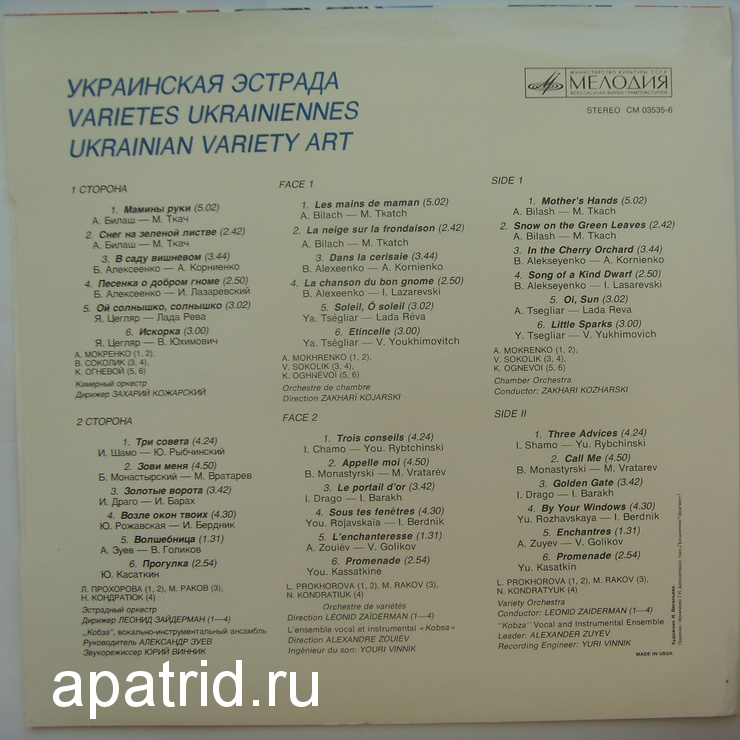 УКРАИНСКАЯ ЭСТРАДА
VARIETES UKRAINIENNES
UKRAINIAN VARIETY ART
МИНИСТЕРСТВО КУЛЬТУРЫ СССР
МЕЛОДИЯ
ВСЕСОЮЗНАЯ ФИРМА ГРАМПЛАСТИНОК
STEREO СМ 03535-6
1 СТОРОНА
1. Мамины руки (5.02)
А. Билаш — М. Ткач
2. Снег на зеленой листве (2.42)
А. Билаш — М. Ткач
3. В саду вишневом (3.44)
Б. Алексеенко — А. Корниенко
4. Песенка о добром гноме (2.50)
Б. Алексеенко — И. Лазаревский
5. Ой солнышко, солнышко (3.02)
Я. Цегляр — Лада Рева
6. Искорка (3.00)
Я. Цегляр — В. Юхимович
А. МОКРЕНКО (1, 2),
В. СОКОЛИК (3, 4),
К. ОГНЕВОЙ (5, 6)
Камерный оркестр
Дирижер ЗАХАРИЙ КОЖАРСКИЙ
FACE 1
1. Les mains de maman (5.02)
A. Bilach — M. Tkatch
2. La neige sur la frondaison (2.42)
A. Bilach — M. Tkatch
3. Dans la cerisaie (3.44)
B. Alexeenko — A. Kornienko
4. La chanson du bon gnome (2.50)
B. Alexeenko — I. Lazarevski
5. Soleil, Ô soleil (3.02)
Ya. Tségliar — Lada Réva
6. Etincelle (3.00)
Ya. Tségliar — V. Youkhimovitch
A. MOKHRENKO (1, 2),
V. SOKOLIK (3, 4),
K. OGHNEVOÏ (5, 6)
Orchestre de chambre
Direction ZAKHARÏ KOJARSKI
SIDE 1
1. Mother's Hands (5.02)
A. Bilash — M. Tkach
2. Snow on the Green Leaves (2.42)
A. Bilash — M. Tkach
3. In the Cherry Orchard (3.44)
B. Alekseyenko — A. Kornienko
4. Song of a Kind Dwarf (2.50)
B. Alekseyenko — I. Lasarevski
5. Oi, Sun (3.02)
A. Tsegliar — Lada Reva
6. Little Sparks (3.00)
Y. Tsegliar — V. Yukhimovich
A. MOKRENKO (1, 2),
V. SOKOLIK (3, 4),
K. OGNEVOI (5, 6)
Chamber Orchestra
Conductor: ZAKHARI KOZHARSKI
2 СТОРОНА
1. Три совета (4.24)
И. Шамо — Ю. Рыбчинский
2. Зови меня (4.50)
Б. Монастырский — М. Вратарев
3. Золотые ворота (3.42)
И. Драго — И. Барах
4. Возле окон твоих (4.30)
Ю. Рожавская — И. Бердник
5. Волшебница (1.31)
А. Зуев — В. Голиков
6. Прогулка (2.54)
Ю. Касаткин
Л. ПРОХОРОВА (1, 2), М. РАКОВ (3),
Н. КОНДРАТЮК (4)
Эстрадный оркестр
Дирижер ЛЕОНИД ЗАЙДЕРМАН (1—4)
„Кобза", вокально-инструментальный ансамбль
Руководитель АЛЕКСАНДР ЗУЕВ
Звукорежиссер ЮРИЙ ВИННИК
FACE 2
1. Trois conseils (4.24)
I. Chamo — You. Rybtchinski
2. Appelle moi (4.50)
B. Monastyrski — M. Vratarév
3. Le portail d'or (3.42)
I. Drago — I. Barakh
4. Sous tes fenêtres (4.30)
You. Rojavskaïa — I. Berdnik
5. L'enchanteresse (1.31)
A. Zouiév — V. Golikov
6. Promenade (2.54)
You. Kassatkine
L. PROKHOROVA (1, 2), M. RAKOV (3),
N. KONDRATIUK (4)
Orchestre de variétés
Direction LEONID ZAÏDERMAN (1—4)
L'ensemble vocal et instrumental «Kobsa»
Direction ALEXANDRE ZOUIÉV
Ingénieur du son: YOURI VINNIK
SIDE II
1. Three Advices (4.24)
I. Shamo — Yu. Rybchinski
2. Call Me (4.50)
B. Monastyrski — M. Vratarev
3. Golden Gate (3.42)
I. Drago — I. Barakh
4. By Your Windows (4.30)
Yu. Rozhavskaya — I. Berdnik
5. Enchantres (1.31)
A. Zuyev — V. Golikov
6. Promenade (2.54)
Yu. Kasatkin
L. PROKHOROVA (1, 2), M. RAKOV (3),
N. KONDRATYUK (4)
Variety Orchestra
Conductor: LEONID ZAIDERMAN (1—4)
"Kobza" Vocal and Instrumental Ensemble
Leader: ALEXANDER ZUYEV
Recording Engineer: YURI VINNIK
MADE IN USSR
apatrid.ru